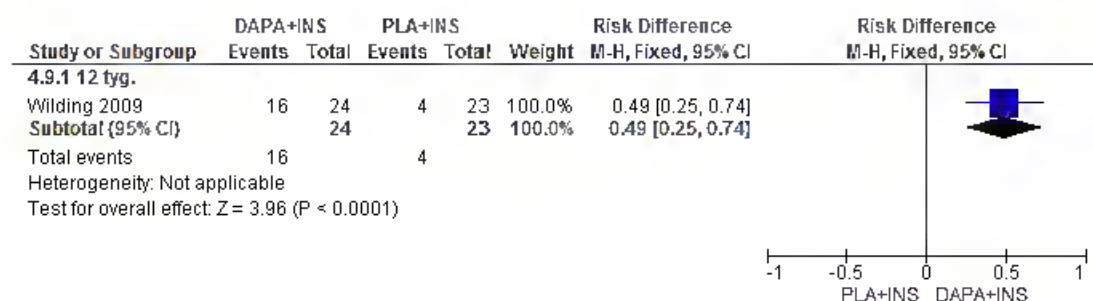 DAPA+INS PLA+INS Risk Difference Risk Difference
Study or Subgroup Events Total Events Total Weight M-H, Fixed, 95% CI M-H, Fixed, 95% CI
4.9.1 12 tyg.
Wilding 2009 16 24 4 23 100.0% 0.49 [0.25, 0.74]
Subtotal (95% CI) 24 23 100.0% 0.49 [0.25, 0.74]
Total events 16 4
Heterogeneity: Not applicable
Test for overall effect: Z = 3.96 (P < 0.0001)
-1 -0.5 0 0.5 1
PLA+INS DAPA+INS